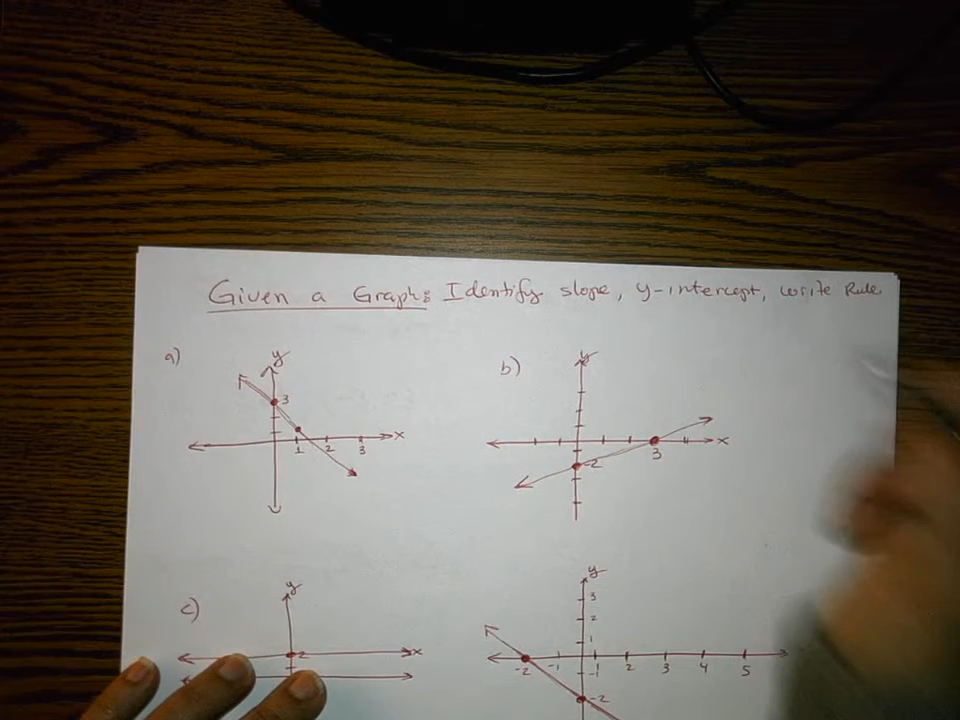 Given a Graph: Identify slope, y-intercept, write Rule
a)
y
3
1 2 3
x
b)
y
-2
3
x
c)
y
2
x
y
3
2
1
-2 -1 1 2 3 4 5
-1
-2